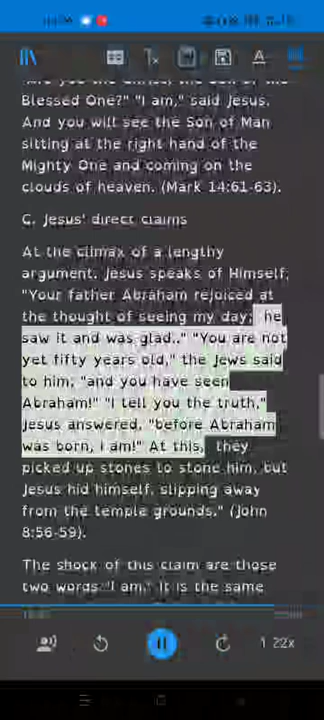 Blessed One?" "I am," said Jesus.
And you will see the Son of Man
sitting at the right hand of the
Mighty One and coming on the
clouds of heaven. (Mark 14:61-63).
C. Jesus' direct claims
At the climax of a lengthy
argument, Jesus speaks of Himself;
"Your father Abraham rejoiced at
the thought of seeing my day; he
saw it and was glad.." "You are not
yet fifty years old," the Jews said
to him, "and you have seen
Abraham!" "I tell you the truth,"
Jesus answered, "before Abraham
was born, I am!" At this, they
picked up stones to stone him, but
Jesus hid himself, slipping away
from the temple grounds." (John
8:56-59).
The shock of this claim are those
two words "I am." It is the same
1.22x